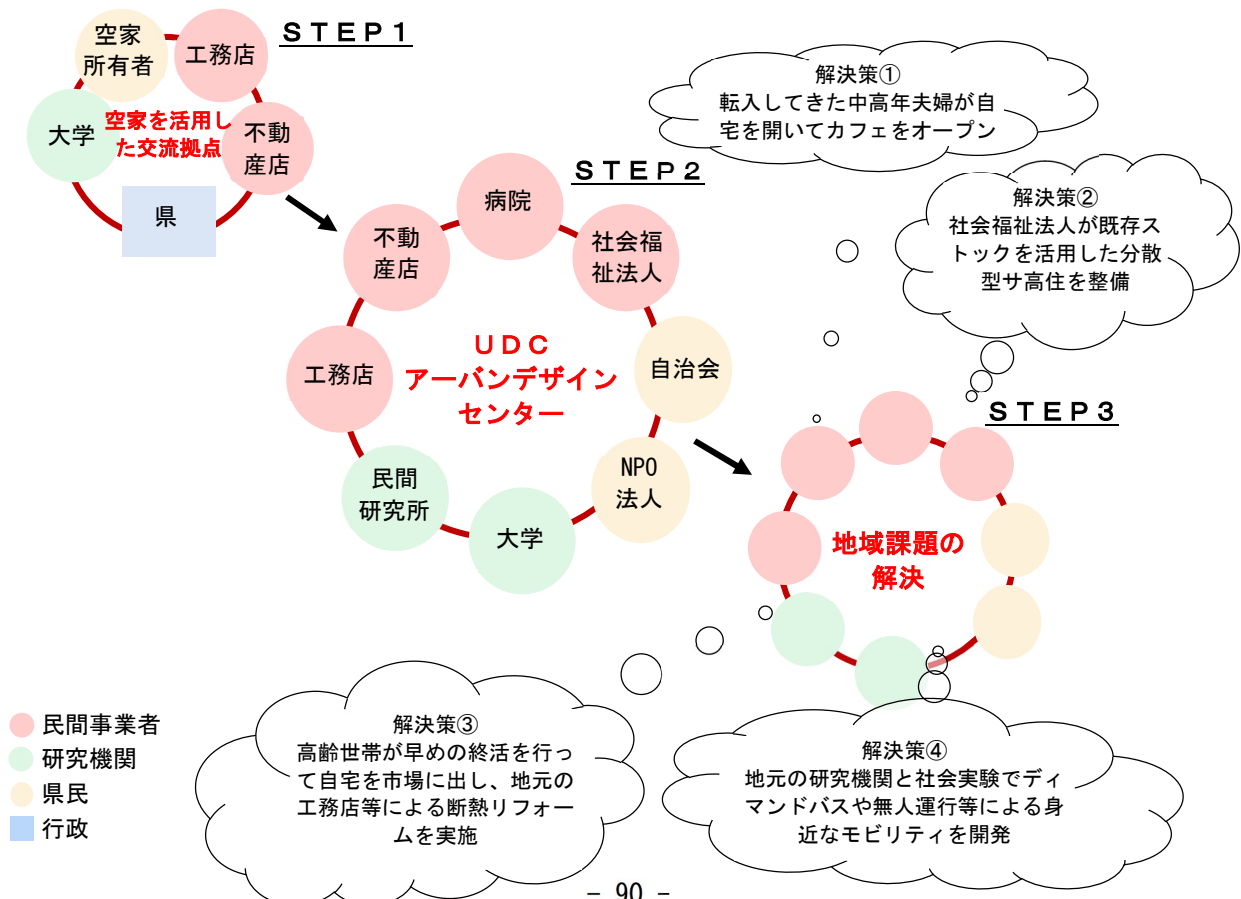 STEP1
空家
所有者
工務店
大学
空家を活用し
た交流拠点
不動
産店
県
STEP2
病院
不動
産店
社会福
祉法人
工務店
UDC
アーバンデザイン
センター
自治会
民間
研究所
大学
NPO
法人
解決策①
転入してきた中高年夫婦が自
宅を開いてカフェをオープン
解決策②
社会福祉法人が既存ス
トックを活用した分散
型サ高住を整備
STEP3
地域課題の
解決
解決策③
高齢世帯が早めの終活を行っ
て自宅を市場に出し、地元の
工務店等による断熱リフォー
ムを実施
解決策④
地元の研究機関と社会実験でディ
マンドバスや無人運行等による身
近なモビリティを開発
民間事業者
研究機関
県民
行政
- 90 -